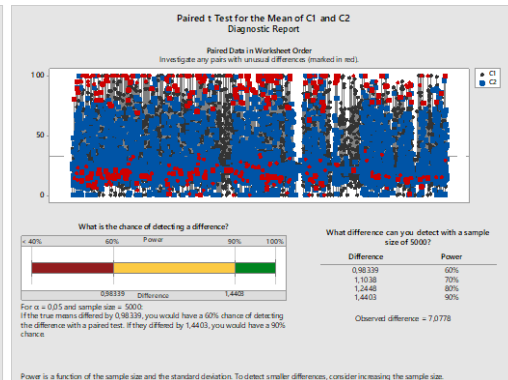 Paired t Test for the Mean of C1 and C2
Diagnostic Report
Paired Data in Worksheet Order
Investigate any pairs with unusual differences (marked in red).
100
50
0
C1
C2
What is the chance of detecting a difference?
< 40% 60% Power 90% 100%
0,98339 Difference 1,4403
For α = 0,05 and sample size = 5000:
If the true means differed by 0,98339, you would have a 60% chance of detecting
the difference with a paired test. If they differed by 1,4403, you would have a 90%
chance.
What difference can you detect with a sample
size of 5000?
Difference Power
0,98339 60%
1,1038 70%
1,2448 80%
1,4403 90%
Observed difference = 7,0778
Power is a function of the sample size and the standard deviation. To detect smaller differences, consider increasing the sample size.